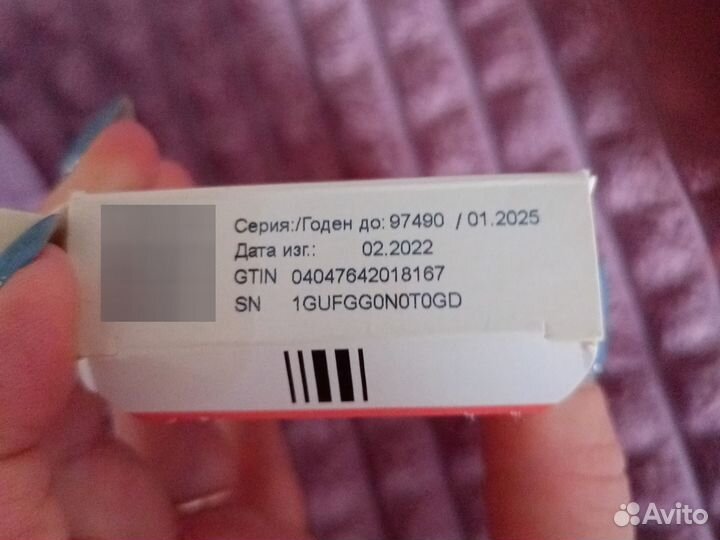 Серия:/Годен до: 97490 / 01.2025
Дата изг.: 02.2022
GTIN 04047642018167
SN 1GUFGG0N0T0GD
Avito